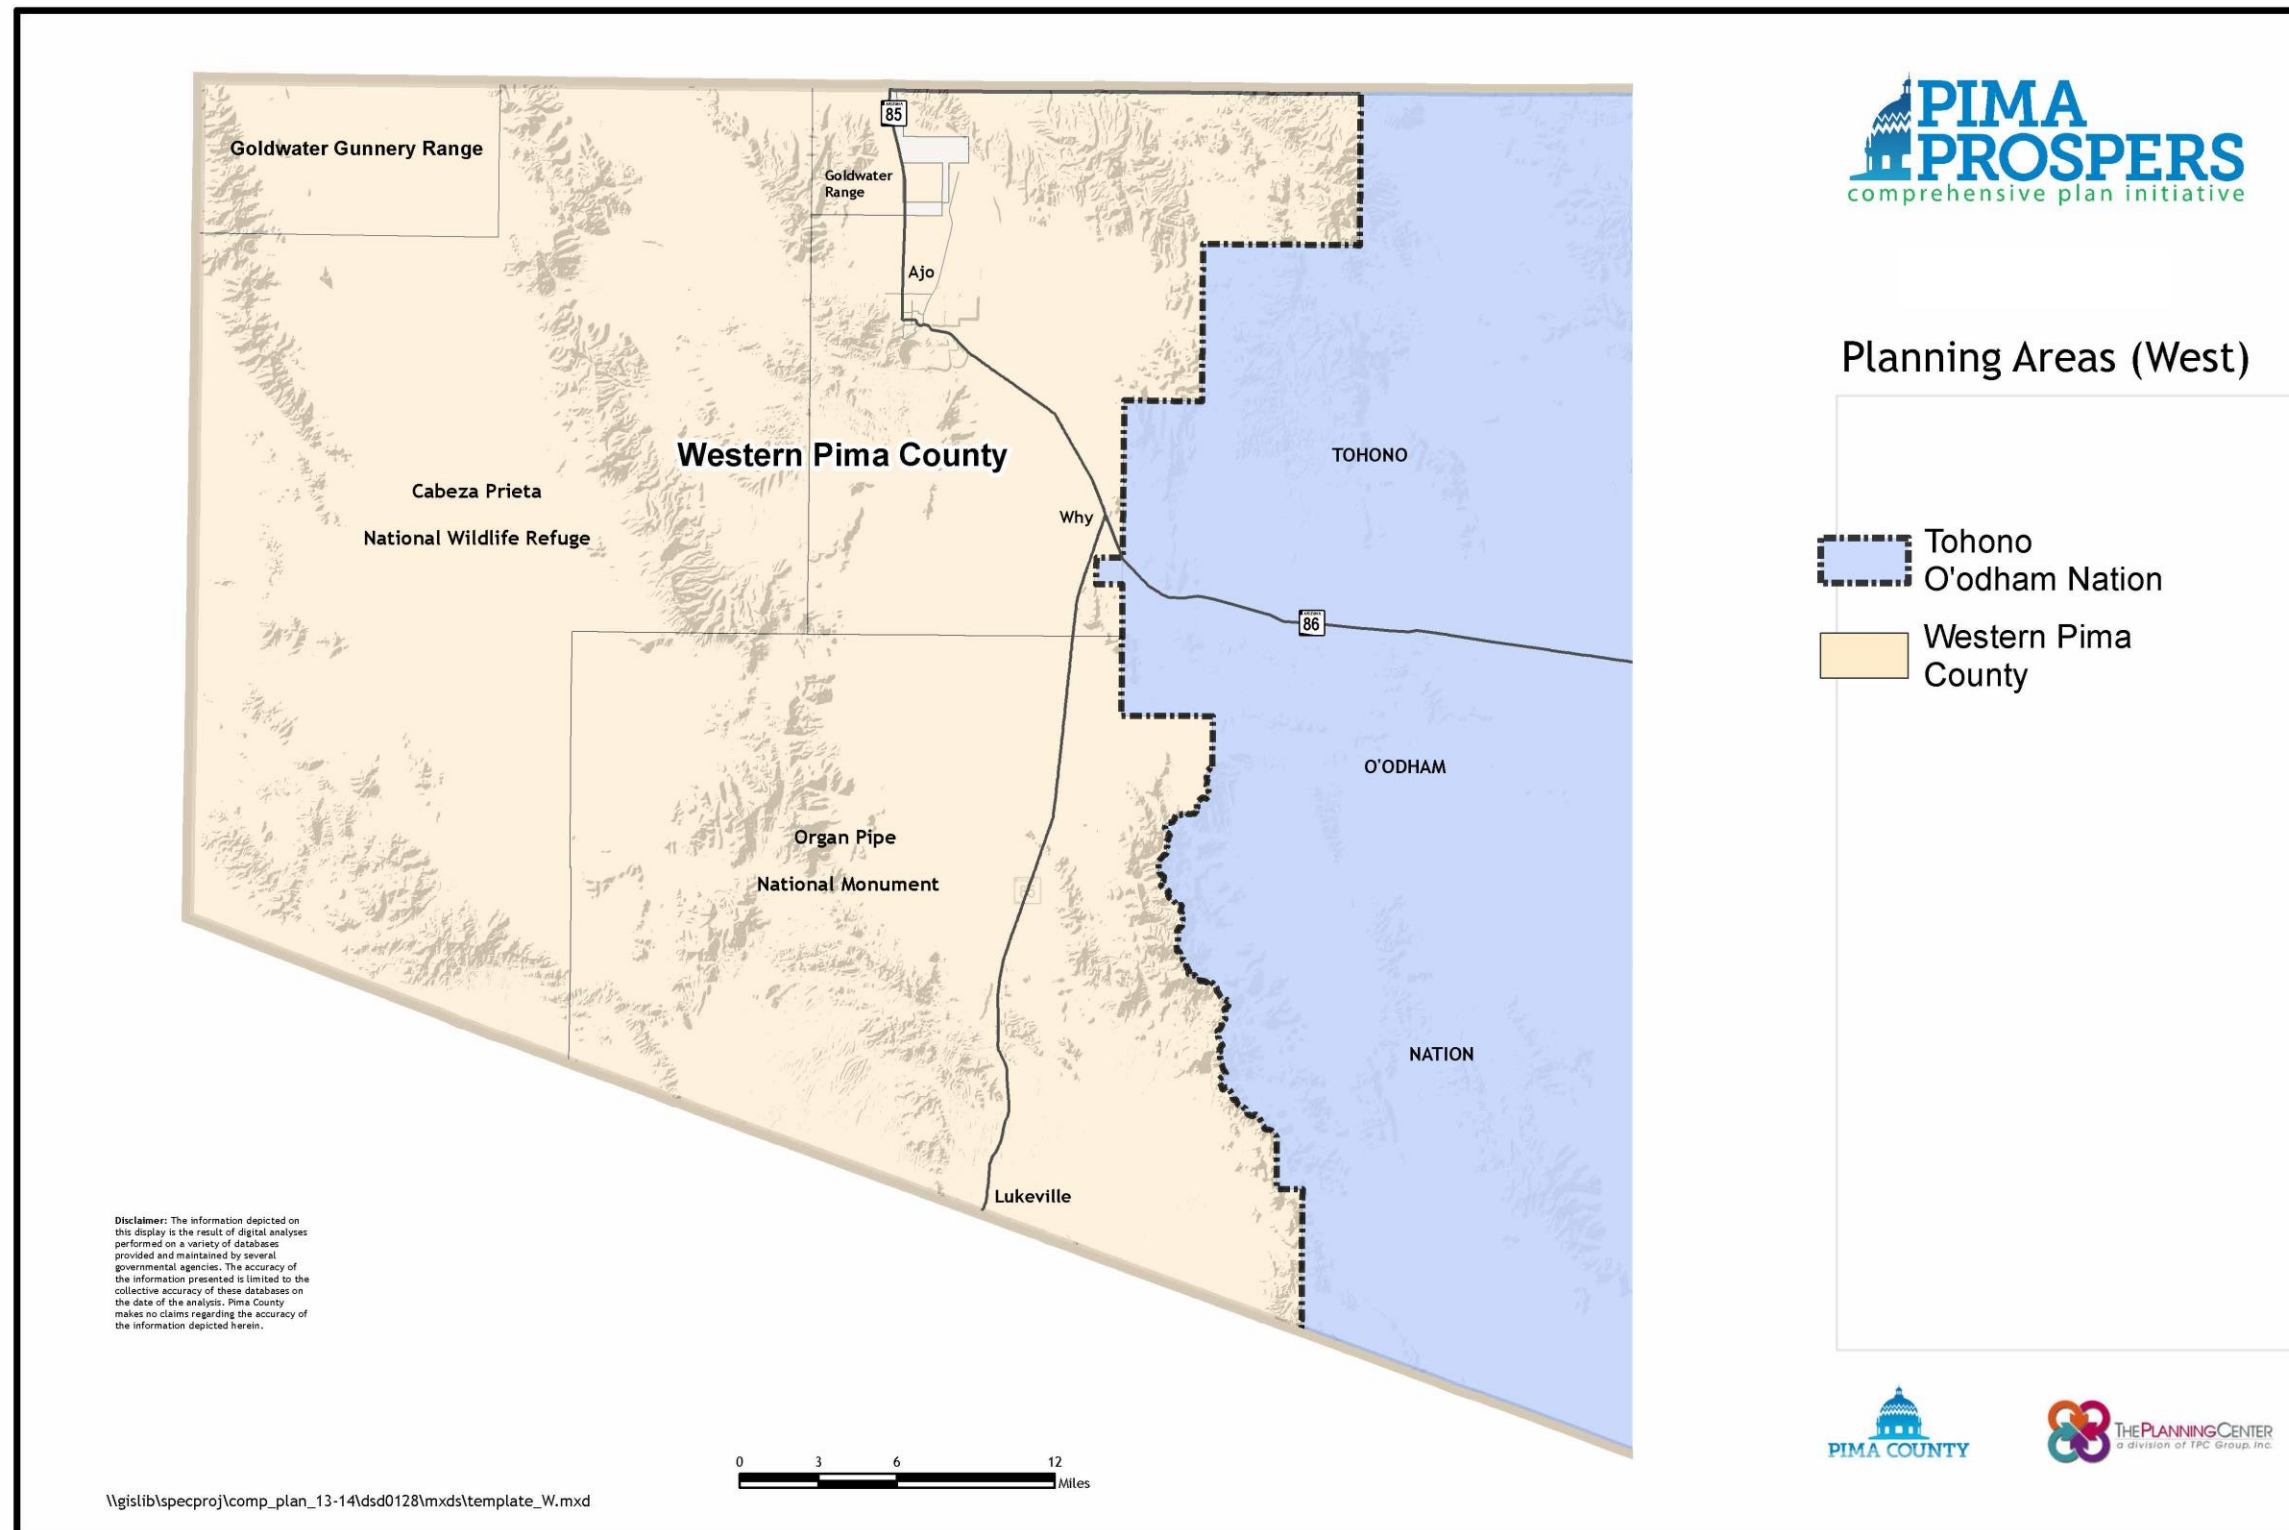 PIMA
PROSPERS
comprehensive plan initiative
Planning Areas (West)
Tohono
O'odham Nation
Western Pima
County
Goldwater Gunnery Range
ARIZONA
85
Goldwater
Range
Ajo
Western Pima County
TOHONO
Cabeza Prieta
National Wildlife Refuge
Why
ARIZONA
86
O'ODHAM
Organ Pipe
National Monument
85
NATION
Lukeville
Disclaimer: The information depicted on
this display is the result of digital analyses
performed on a variety of databases
provided and maintained by several
governmental agencies. The accuracy of
the information presented is limited to the
collective accuracy of these databases on
the date of the analysis. Pima County
makes no claims regarding the accuracy of
the information depicted herein.
0 3 6 12
Miles
\\gislib\specproj\comp_plan_13-14\dsd0128\mxds\template_W.mxd
PIMA COUNTY
THE PLANNING CENTER
a division of TPC Group, Inc.